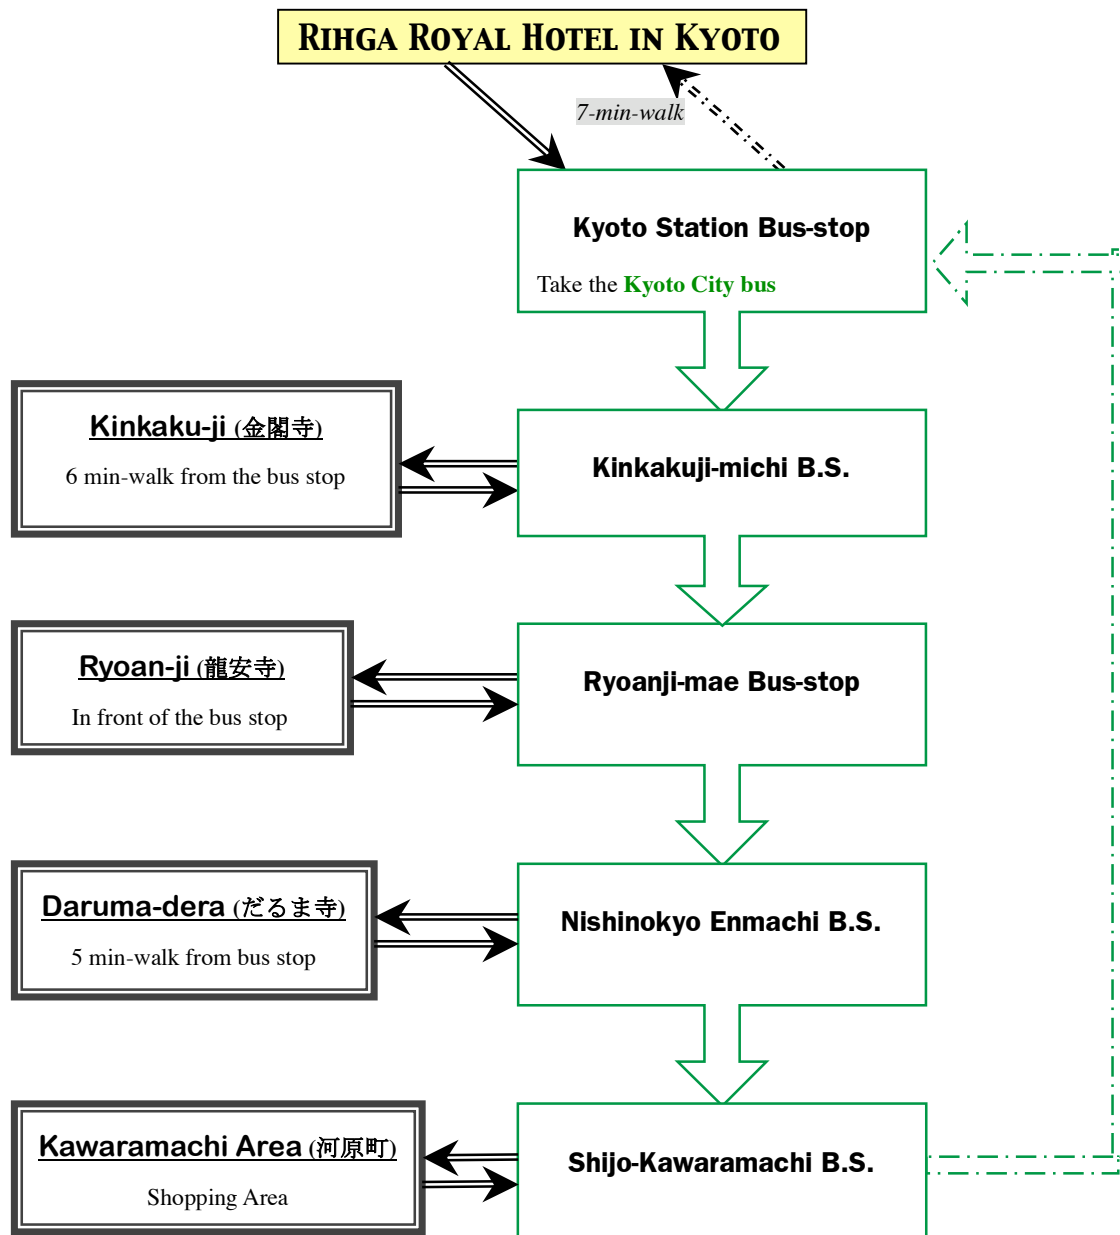 RIHGA ROYAL HOTEL IN KYOTO
7-min-walk
Kyoto Station Bus-stop
Take the Kyoto City bus
Kinkaku-ji (金閣寺)
6 min-walk from the bus stop
Kinkakuji-michi B.S.
Ryoan-ji (龍安寺)
In front of the bus stop
Ryoanji-mae Bus-stop
Daruma-dera (だるま寺)
5 min-walk from bus stop
Nishinokyo Enmachi B.S.
Kawaramachi Area (河原町)
Shopping Area
Shijo-Kawaramachi B.S.